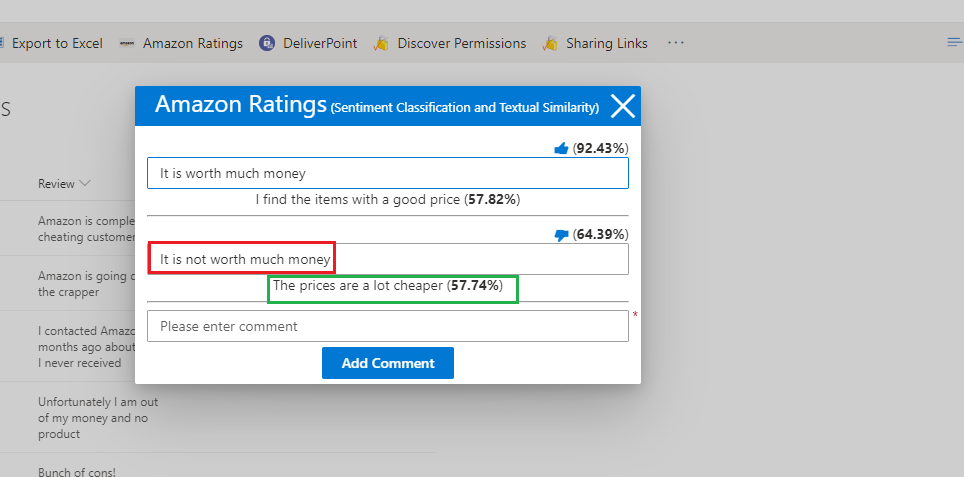 Export to Excel Amazon Ratings DeliverPoint Discover Permissions Sharing Links ...
s
Amazon Ratings (Sentiment Classification and Textual Similarity)
(92.43%)
It is worth much money
I find the items with a good price (57.82%)
(64.39%)
It is not worth much money
The prices are a lot cheaper (57.74%)
Please enter comment *
Add Comment
Review
Amazon is comple
cheating customer
Amazon is going
the crapper
I contacted Amazo
months ago about
I never received
Unfortunately I am out
of my money and no
product
Bunch of cons!